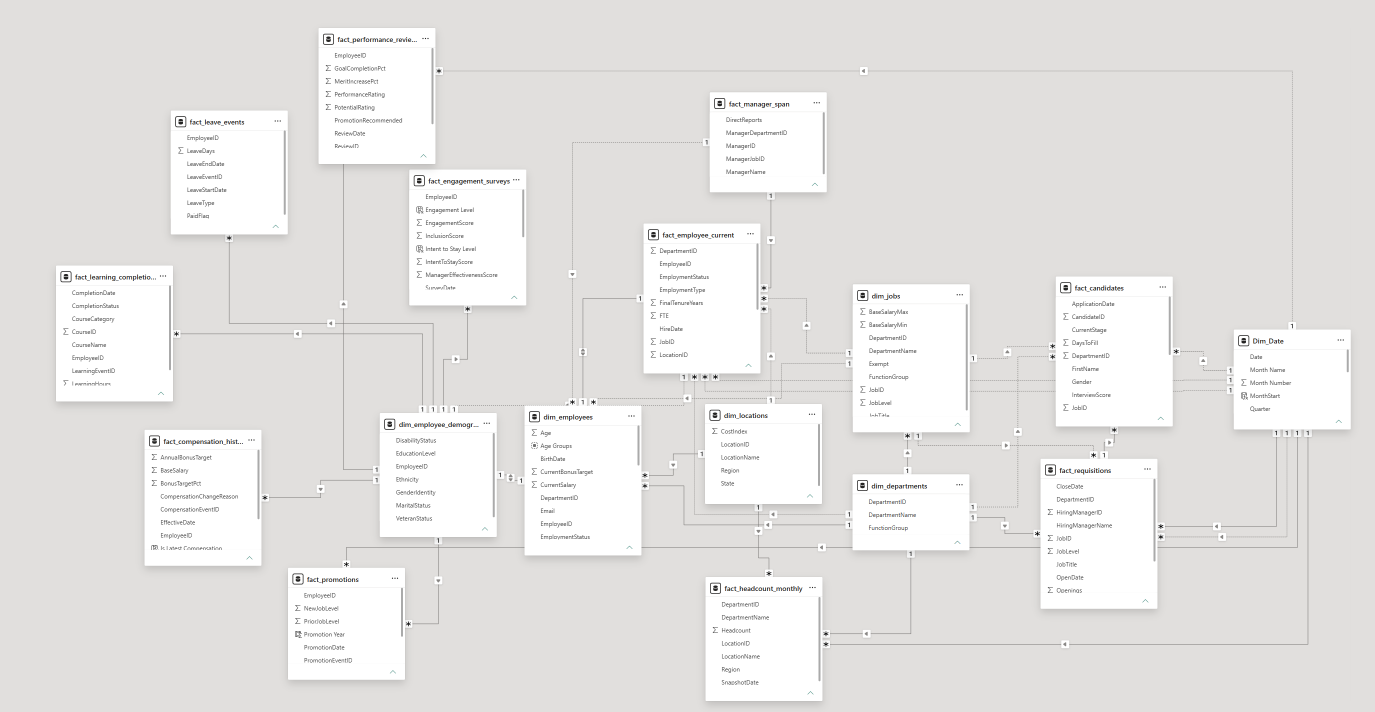 fact_performance_revie...
EmployeeID
GoalCompletionPct
MeritIncreasePct
PerformanceRating
PotentialRating
PromotionRecommended
ReviewDate
ReviewID
fact_leave_events
EmployeeID
LeaveDays
LeaveEndDate
LeaveEventID
LeaveStartDate
LeaveType
PaidFlag
fact_engagement_surveys
EmployeeID
Engagement Level
EngagementScore
InclusionScore
Intent to Stay Level
IntentToStayScore
ManagerEffectivenessScore
SurveyDate
fact_manager_span
DirectReports
ManagerDepartmentID
ManagerID
ManagerJobID
ManagerName
fact_employee_current
DepartmentID
EmployeeID
EmploymentStatus
EmploymentType
FinalTenureYears
FTE
HireDate
JobID
LocationID
fact_learning_completio...
CompletionDate
CompletionStatus
CourseCategory
CourseID
CourseName
EmployeeID
LearningEventID
LearningHours
dim_jobs
BaseSalaryMax
BaseSalaryMin
DepartmentID
DepartmentName
Exempt
FunctionGroup
JobID
JobLevel
JobTitle
fact_candidates
ApplicationDate
CandidateID
CurrentStage
DaysToFill
DepartmentID
FirstName
Gender
InterviewScore
JobID
Dim_Date
Date
Month Name
Month Number
MonthStart
Quarter
fact_compensation_hist...
AnnualBonusTarget
BaseSalary
BonusTargetPct
CompensationChangeReason
CompensationEventID
EffectiveDate
EmployeeID
Is Latest Compensation
dim_employee_demogr...
DisabilityStatus
EducationLevel
EmployeeID
Ethnicity
GenderIdentity
MaritalStatus
VeteranStatus
dim_employees
Age
Age Groups
BirthDate
CurrentBonusTarget
CurrentSalary
DepartmentID
Email
EmployeeID
EmploymentStatus
dim_locations
CostIndex
LocationID
LocationName
Region
State
dim_departments
DepartmentID
DepartmentName
FunctionGroup
fact_requisitions
CloseDate
DepartmentID
HiringManagerID
HiringManagerName
JobID
JobLevel
JobTitle
OpenDate
Openings
fact_promotions
EmployeeID
NewJobLevel
PriorJobLevel
Promotion Year
PromotionDate
PromotionEventID
fact_headcount_monthly
DepartmentID
DepartmentName
Headcount
LocationID
LocationName
Region
SnapshotDate